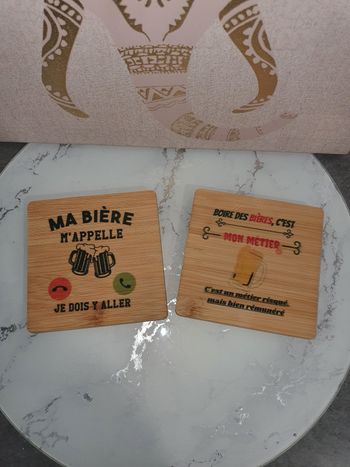 MA BIÈRE
M'APPELLE
JE DOIS Y ALLER
BOIRE DES BIÈRES, C'EST
MON MÉTIER
C'est un métier risqué,
mais bien rémunéré